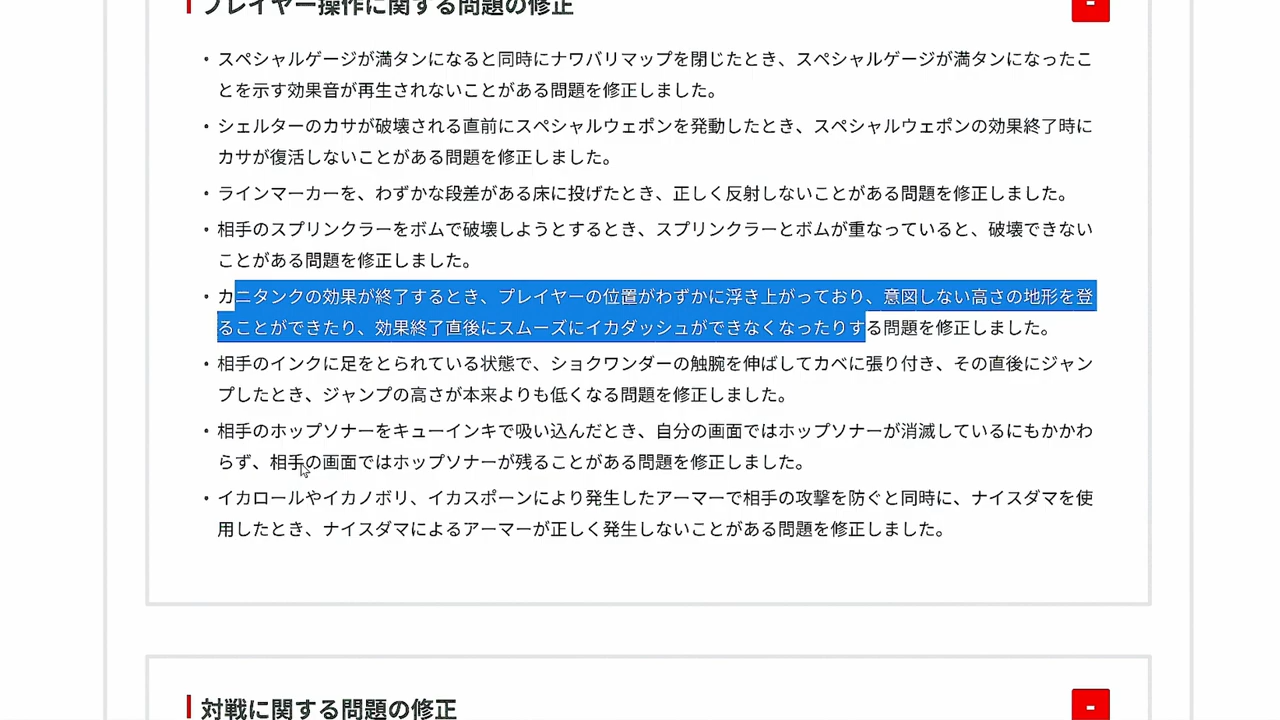 プレイヤー操作に関する問題の修正
-
・スペシャルゲージが満タンになると同時にナワバリマップを閉じたとき、スペシャルゲージが満タンになったこ
とを示す効果音が再生されないことがある問題を修正しました。
・シェルターのカサが破壊される直前にスペシャルウェポンを発動したとき、スペシャルウェポンの効果終了時に
カサが復活しないことがある問題を修正しました。
・ラインマーカーを、わずかな段差がある床に投げたとき、正しく反射しないことがある問題を修正しました。
・相手のスプリンクラーをボムで破壊しようとするとき、スプリンクラーとボムが重なっていると、破壊できない
ことがある問題を修正しました。
・カニタンクの効果が終了するとき、プレイヤーの位置がわずかに浮き上がっており、意図しない高さの地形を登
ることができたり、効果終了直後にスムーズにイカダッシュができなくなったりする問題を修正しました。
・相手のインクに足をとられている状態で、ショクワンダーの触腕を伸ばしてカベに張り付き、その直後にジャン
プしたとき、ジャンプの高さが本来よりも低くなる問題を修正しました。
・相手のホップソナーをキューインキで吸い込んだとき、自分の画面ではホップソナーが消滅しているにもかかわ
らず、相手の画面ではホップソナーが残ることがある問題を修正しました。
・イカロールやイカノボリ、イカスポーンにより発生したアーマーで相手の攻撃を防ぐと同時に、ナイスダマを使
用したとき、ナイスダマによるアーマーが正しく発生しないことがある問題を修正しました。
対戦に関する問題の修正
-